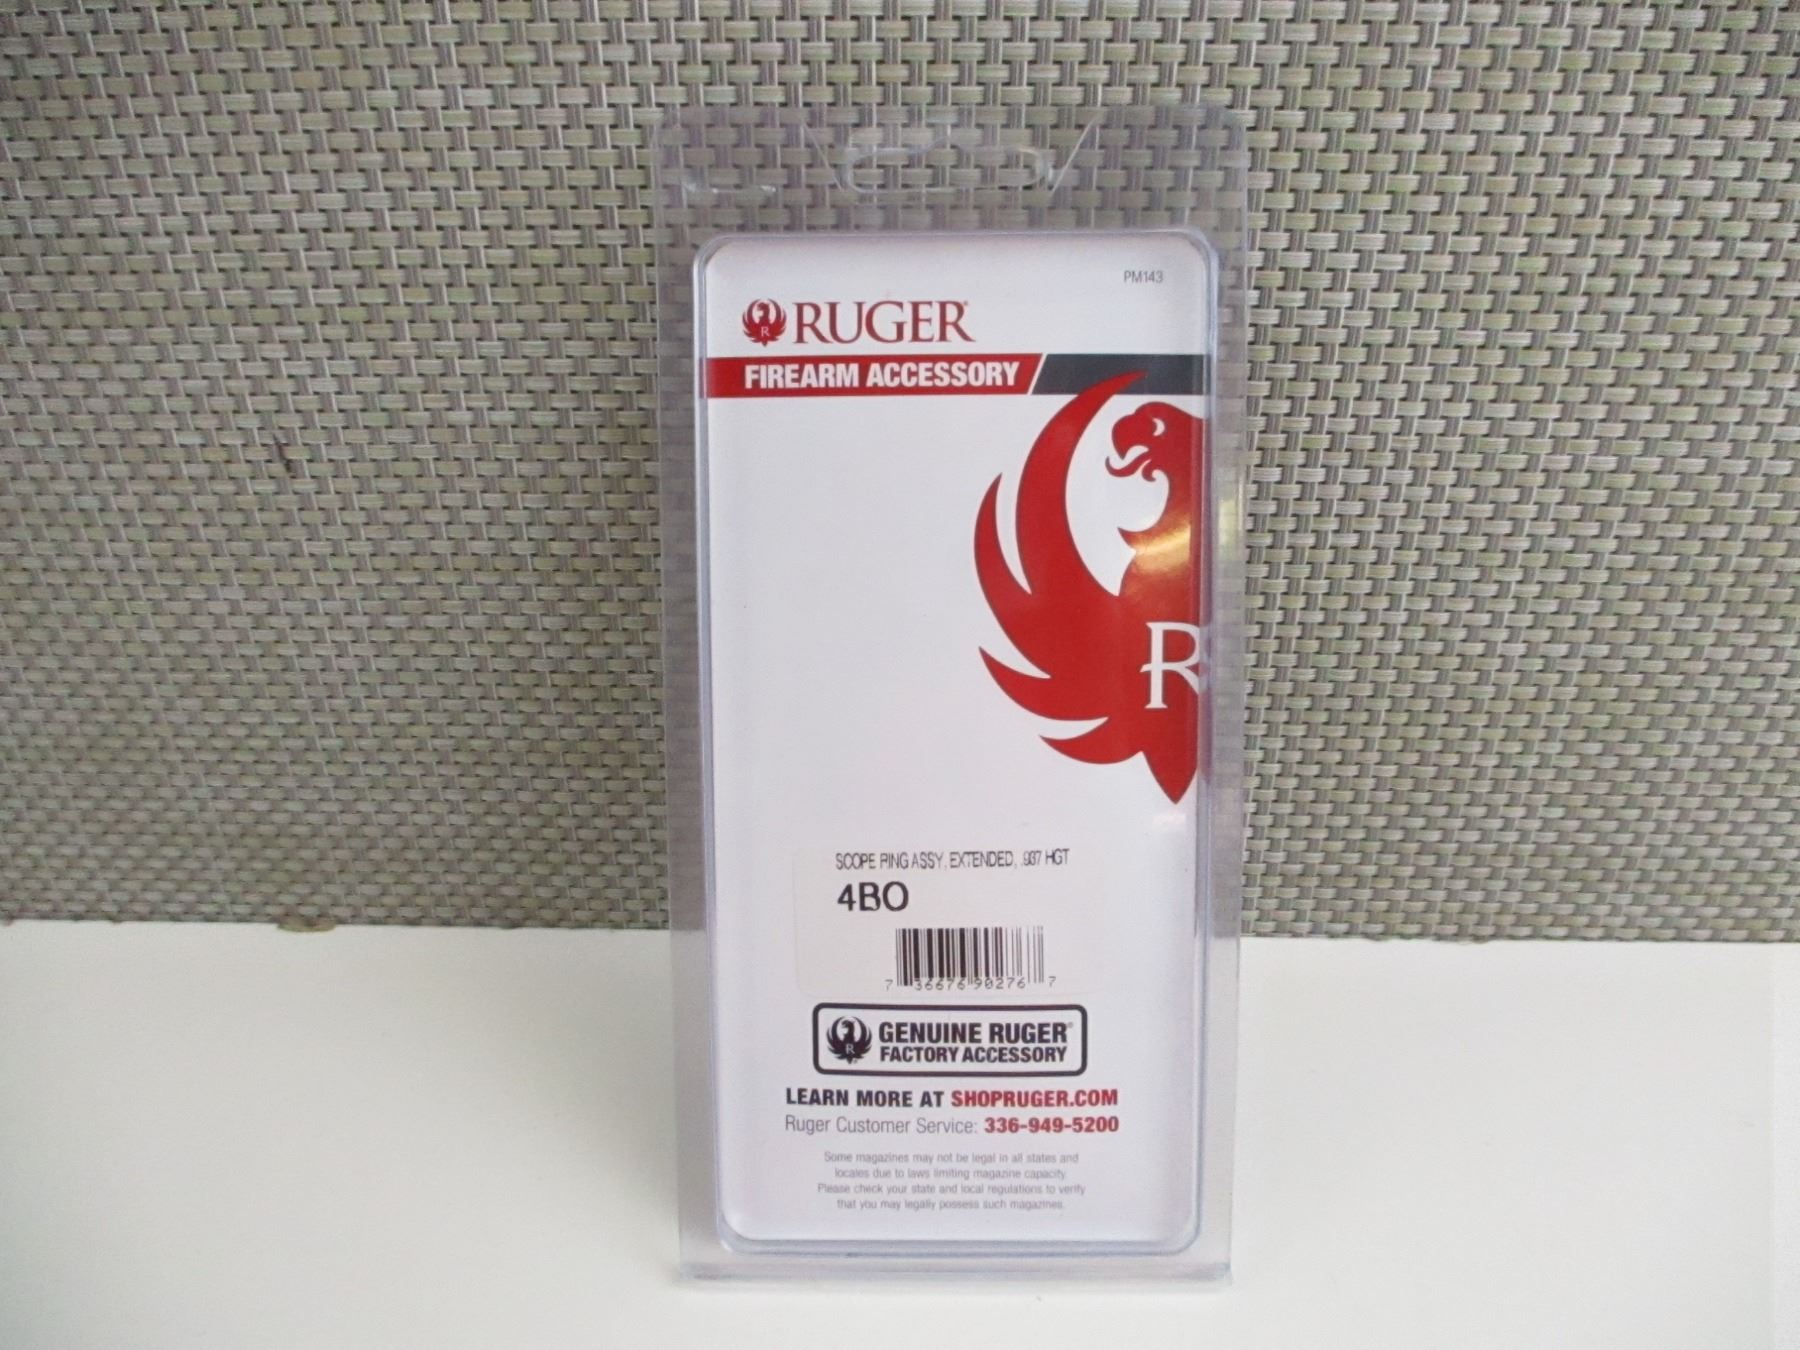 PM143
RUGER®
FIREARM ACCESSORY
R
SCOPE RING ASSY, EXTENDED, .937 HGT
4BO
7 36676 90276 7
GENUINE RUGER®
FACTORY ACCESSORY
LEARN MORE AT SHOPRUGER.COM
Ruger Customer Service: 336-949-5200
Some magazines may not be legal in all states and
locales due to laws limiting magazine capacity.
Please check your state and local regulations to verify
that you may legally possess such magazines.